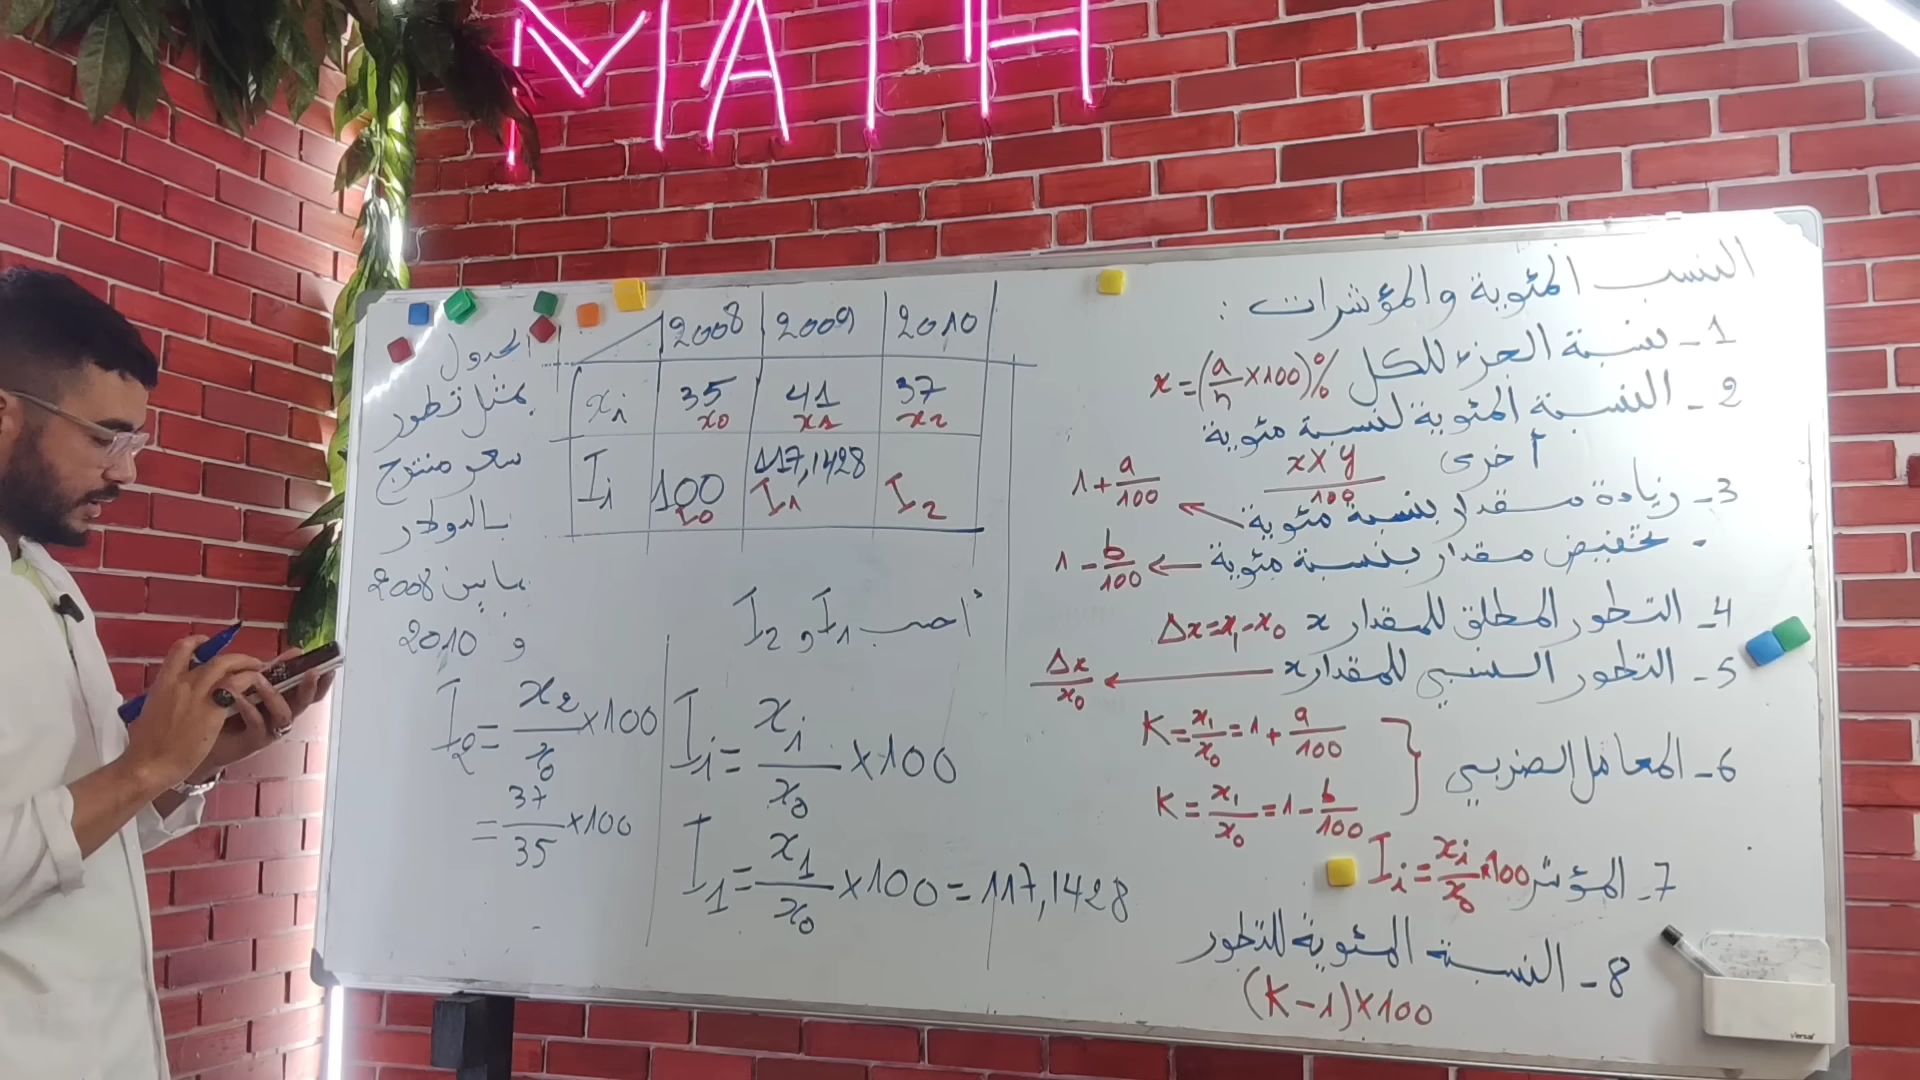 MATH
النسب المئوية والمؤشرات :
1 - نسبة الجزء للكل x = (a/n × 100)%
2 - النسبة المئوية لنسبة مئوية
أخرى x × y / 100
3 - زيادة مقدار بنسبة مئوية ← 1 + a/100
- تخفيض مقدار بنسبة مئوية ← 1 - b/100
4 - التطور المطلق للمقدار x Δx = x₁ - x₀
5 - التطور النسبي للمقدار x ← Δx/x₀
6 - المعامل الضربي } K = x₁/x₀ = 1 + a/100
K = x₁/x₀ = 1 - b/100
7 - المؤشر Iᵢ = xᵢ/x₀ × 100
8 - النسبة المئوية للتطور
(K - 1) × 100
الجدول
يمثل تطور
سعر منتوج
بالدولار
ما بين 2008
و 2010
2008 2009 2010
xᵢ 35 41 37
x₀ x₁ x₂
Iᵢ 100 117,1428
I₀ I₁ I₂
أحسب I₁ و I₂
Iᵢ = xᵢ/x₀ × 100
I₁ = x₁/x₀ × 100 = 117,1428
I₂ = x₂/x₀ × 100
= 37/35 × 100